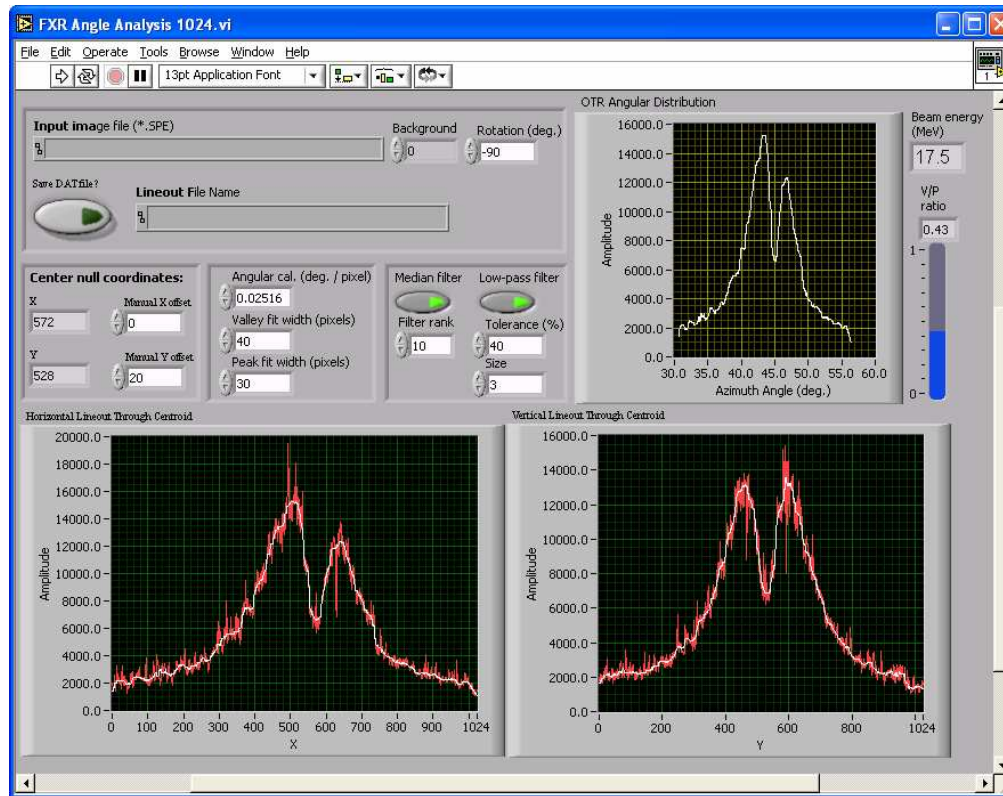 FXR Angle Analysis 1024.vi
File Edit Operate Tools Browse Window Help
13pt Application Font
1
Input image file (*.SPE)
Background
0
Rotation (deg.)
-90
Save DATfile?
Lineout File Name
Center null coordinates:
X
572
Manual X offset
0
Y
528
Manual Y offset
20
Angular cal. (deg. / pixel)
0.02516
Valley fit width (pixels)
40
Peak fit width (pixels)
30
Median filter
Filter rank
10
Low-pass filter
Tolerance (%)
40
Size
3
OTR Angular Distribution
16000.0
14000.0
12000.0
10000.0
8000.0
6000.0
4000.0
2000.0
0.0
Amplitude
30.0 35.0 40.0 45.0 50.0 55.0 60.0
Azimuth Angle (deg.)
Beam energy
(MeV)
17.5
V/P
ratio
0.43
1
0
Horizontal Lineout Through Centroid
20000.0
18000.0
16000.0
14000.0
12000.0
10000.0
8000.0
6000.0
4000.0
2000.0
0.0
Amplitude
0 100 200 300 400 500 600 700 800 900 1024
X
Vertical Lineout Through Centroid
16000.0
14000.0
12000.0
10000.0
8000.0
6000.0
4000.0
2000.0
0.0
Amplitude
0 200 400 600 800 1024
Y